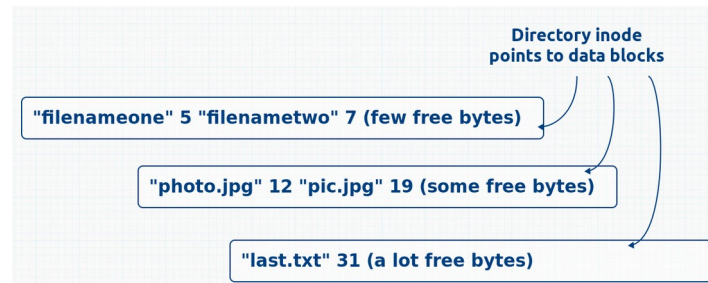 Directory inode
points to data blocks
"filenameone" 5 "filenametwo" 7 (few free bytes)
"photo.jpg" 12 "pic.jpg" 19 (some free bytes)
"last.txt" 31 (a lot free bytes)